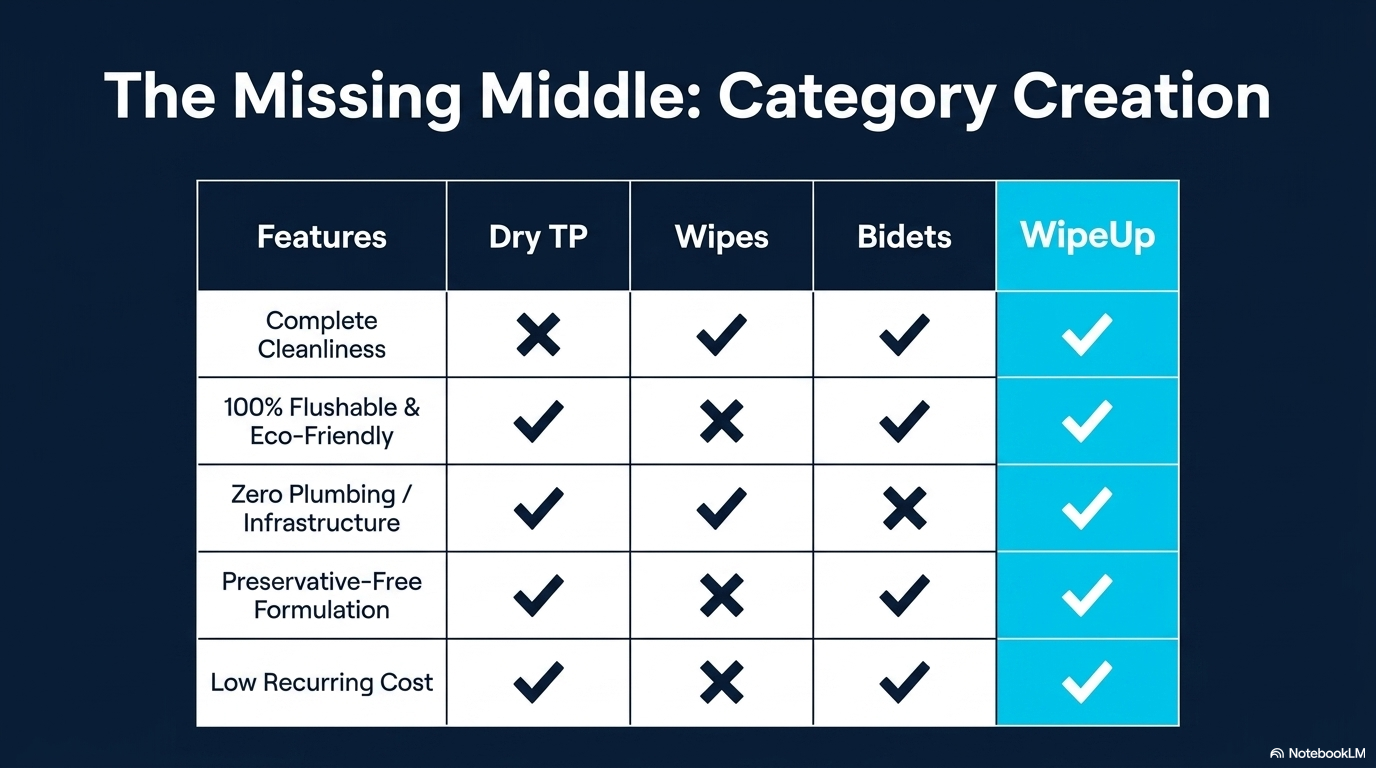 The Missing Middle: Category Creation
Features
Dry TP
Wipes
Bidets
WipeUp
Complete
Cleanliness
100% Flushable &
Eco-Friendly
Zero Plumbing /
Infrastructure
Preservative-Free
Formulation
Low Recurring Cost
NotebookLM